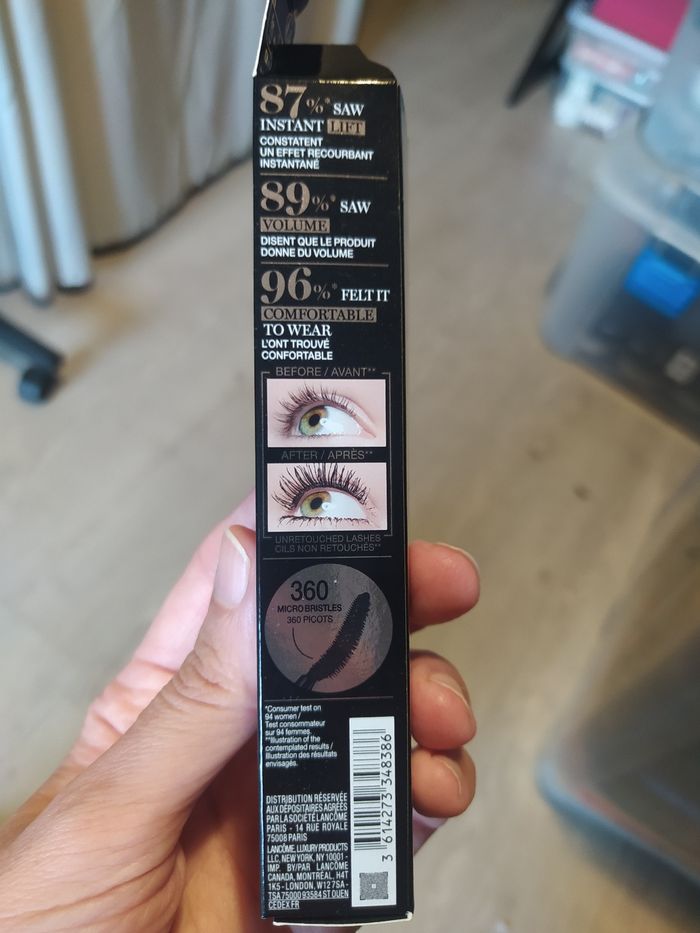 87%* SAW
INSTANT LIFT
CONSTATENT
UN EFFET RECOURBANT
INSTANTANÉ
89%* SAW
VOLUME
DISENT QUE LE PRODUIT
DONNE DU VOLUME
96%* FELT IT
COMFORTABLE
TO WEAR
L'ONT TROUVÉ
CONFORTABLE
BEFORE / AVANT**
AFTER / APRÈS**
UNRETOUCHED LASHES
CILS NON RETOUCHÉS**
360
MICRO BRISTLES
360 PICOTS
*Consumer test on
94 women /
Test consommateur
sur 94 femmes.
**Illustration of the
contemplated results /
Illustration des résultats
envisagés.
DISTRIBUTION RÉSERVÉE
AUX DÉPOSITAIRES AGRÉÉS
PAR LA SOCIÉTÉ LANCÔME
PARIS - 14 RUE ROYALE
75008 PARIS
LANCÔME, LUXURY PRODUCTS
LLC, NEW YORK, NY 10001 -
IMP. BY/PAR LANCÔME
CANADA, MONTRÉAL, H4T
1K5 - LONDON, W12 7SA -
TSA 75000 93584 ST OUEN
CEDEX FR
3 614273 348386